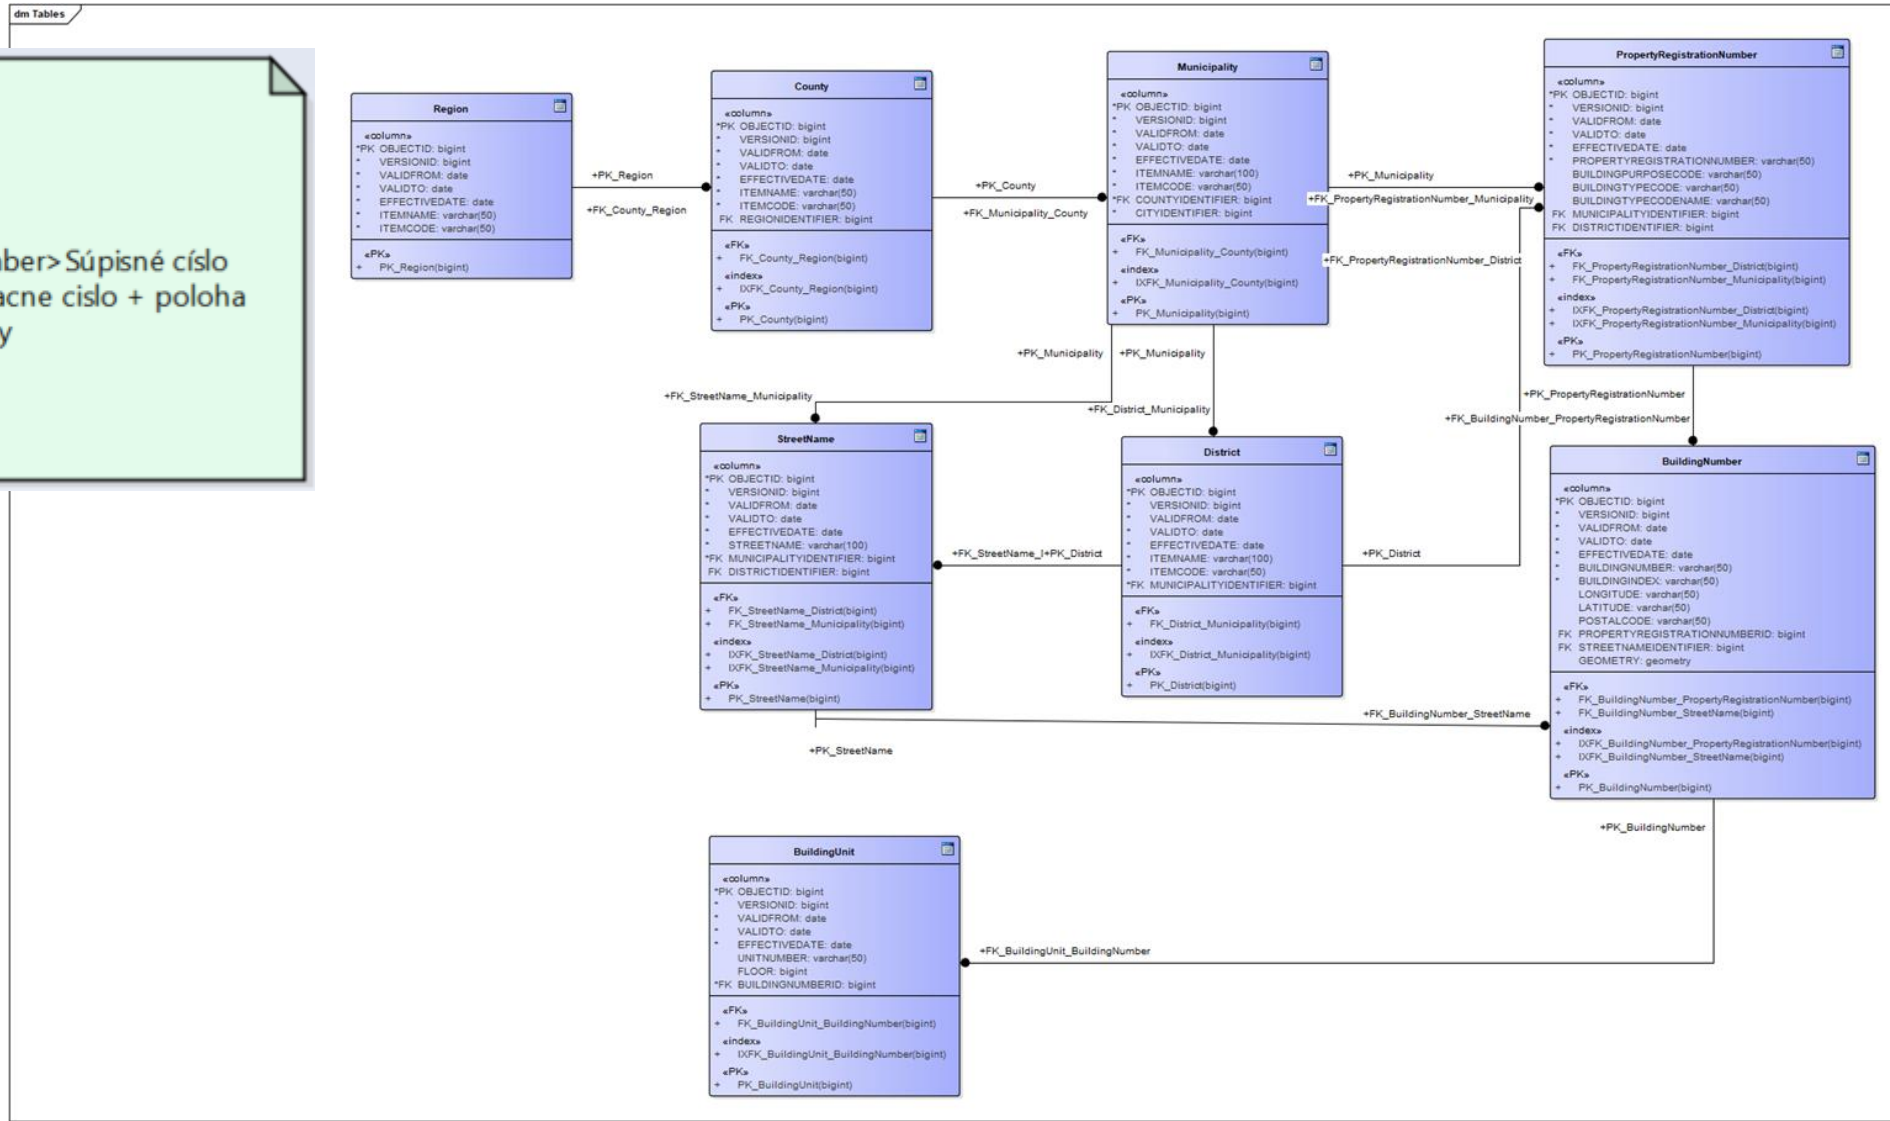 dm Tables
ber>Súpisné císlo
acne cislo + poloha
y
Region
«column»
*PK OBJECTID: bigint
* VERSIONID: bigint
* VALIDFROM: date
* VALIDTO: date
* EFFECTIVEDATE: date
* ITEMNAME: varchar(50)
* ITEMCODE: varchar(50)
«PK»
+ PK_Region(bigint)
+PK_Region
+FK_County_Region
County
«column»
*PK OBJECTID: bigint
* VERSIONID: bigint
* VALIDFROM: date
* VALIDTO: date
* EFFECTIVEDATE: date
* ITEMNAME: varchar(50)
* ITEMCODE: varchar(50)
FK REGIONIDENTIFIER: bigint
«FK»
+ FK_County_Region(bigint)
«index»
+ IXFK_County_Region(bigint)
«PK»
+ PK_County(bigint)
+PK_County
+FK_Municipality_County
Municipality
«column»
*PK OBJECTID: bigint
* VERSIONID: bigint
* VALIDFROM: date
* VALIDTO: date
* EFFECTIVEDATE: date
* ITEMNAME: varchar(100)
* ITEMCODE: varchar(50)
*FK COUNTYIDENTIFIER: bigint
* CITYIDENTIFIER: bigint
«FK»
+ FK_Municipality_County(bigint)
«index»
+ IXFK_Municipality_County(bigint)
«PK»
+ PK_Municipality(bigint)
+PK_Municipality
+FK_PropertyRegistrationNumber_Municipality
+FK_PropertyRegistrationNumber_District
PropertyRegistrationNumber
«column»
*PK OBJECTID: bigint
* VERSIONID: bigint
* VALIDFROM: date
* VALIDTO: date
* EFFECTIVEDATE: date
* PROPERTYREGISTRATIONNUMBER: varchar(50)
BUILDINGPURPOSECODE: varchar(50)
BUILDINGTYPECODE: varchar(50)
BUILDINGTYPECODENAME: varchar(50)
FK MUNICIPALITYIDENTIFIER: bigint
FK DISTRICTIDENTIFIER: bigint
«FK»
+ FK_PropertyRegistrationNumber_District(bigint)
+ FK_PropertyRegistrationNumber_Municipality(bigint)
«index»
+ IXFK_PropertyRegistrationNumber_District(bigint)
+ IXFK_PropertyRegistrationNumber_Municipality(bigint)
«PK»
+ PK_PropertyRegistrationNumber(bigint)
+PK_Municipality
+PK_Municipality
+FK_StreetName_Municipality
+FK_District_Municipality
+PK_PropertyRegistrationNumber
+FK_BuildingNumber_PropertyRegistrationNumber
StreetName
«column»
*PK OBJECTID: bigint
* VERSIONID: bigint
* VALIDFROM: date
* VALIDTO: date
* EFFECTIVEDATE: date
* STREETNAME: varchar(100)
*FK MUNICIPALITYIDENTIFIER: bigint
FK DISTRICTIDENTIFIER: bigint
«FK»
+ FK_StreetName_District(bigint)
+ FK_StreetName_Municipality(bigint)
«index»
+ IXFK_StreetName_District(bigint)
+ IXFK_StreetName_Municipality(bigint)
«PK»
+ PK_StreetName(bigint)
+FK_StreetName_I+PK_District
District
«column»
*PK OBJECTID: bigint
* VERSIONID: bigint
* VALIDFROM: date
* VALIDTO: date
* EFFECTIVEDATE: date
* ITEMNAME: varchar(100)
* ITEMCODE: varchar(50)
*FK MUNICIPALITYIDENTIFIER: bigint
«FK»
+ FK_District_Municipality(bigint)
«index»
+ IXFK_District_Municipality(bigint)
«PK»
+ PK_District(bigint)
+PK_District
BuildingNumber
«column»
*PK OBJECTID: bigint
* VERSIONID: bigint
* VALIDFROM: date
* VALIDTO: date
* EFFECTIVEDATE: date
* BUILDINGNUMBER: varchar(50)
* BUILDINGINDEX: varchar(50)
LONGITUDE: varchar(50)
LATITUDE: varchar(50)
POSTALCODE: varchar(50)
FK PROPERTYREGISTRATIONNUMBERID: bigint
FK STREETNAMEIDENTIFIER: bigint
GEOMETRY: geometry
«FK»
+ FK_BuildingNumber_PropertyRegistrationNumber(bigint)
+ FK_BuildingNumber_StreetName(bigint)
«index»
+ IXFK_BuildingNumber_PropertyRegistrationNumber(bigint)
+ IXFK_BuildingNumber_StreetName(bigint)
«PK»
+ PK_BuildingNumber(bigint)
+FK_BuildingNumber_StreetName
+PK_StreetName
+PK_BuildingNumber
BuildingUnit
«column»
*PK OBJECTID: bigint
* VERSIONID: bigint
* VALIDFROM: date
* VALIDTO: date
* EFFECTIVEDATE: date
UNITNUMBER: varchar(50)
FLOOR: bigint
*FK BUILDINGNUMBERID: bigint
«FK»
+ FK_BuildingUnit_BuildingNumber(bigint)
«index»
+ IXFK_BuildingUnit_BuildingNumber(bigint)
«PK»
+ PK_BuildingUnit(bigint)
+FK_BuildingUnit_BuildingNumber